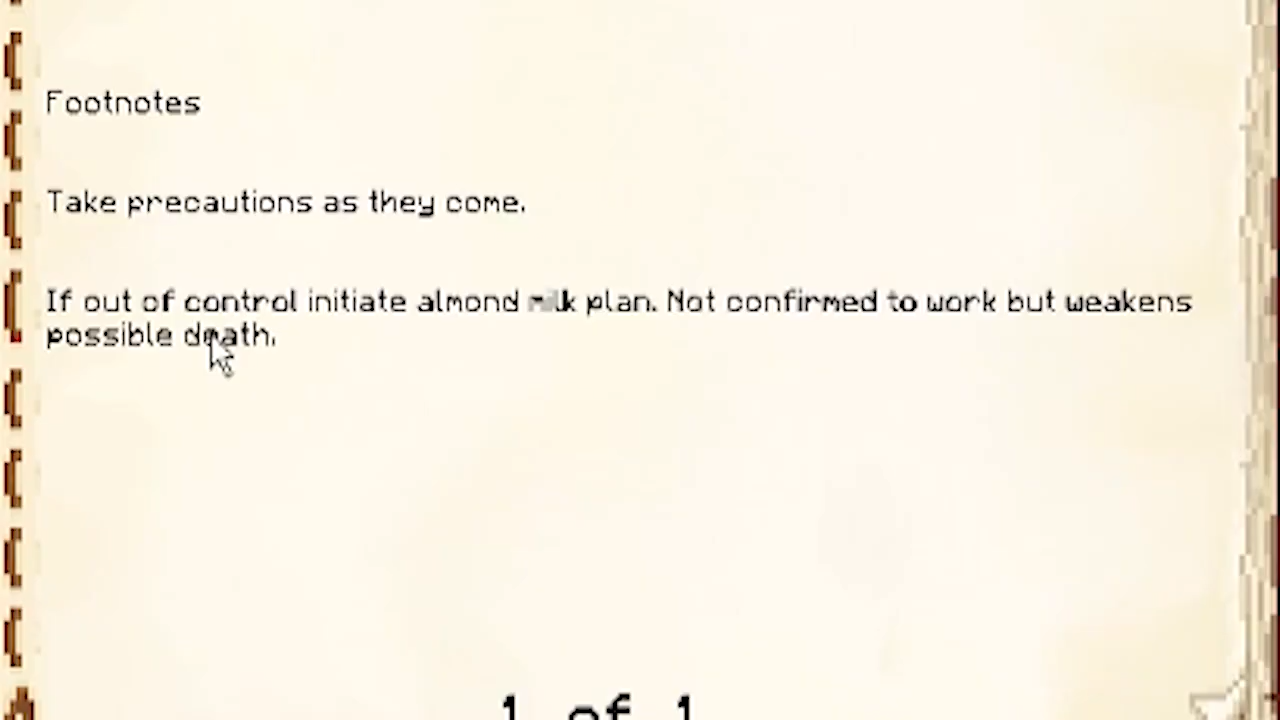 Footnotes
Take precautions as they come.
If out of control initiate almond milk plan. Not confirmed to work but weakens
possible death.
1 of 1